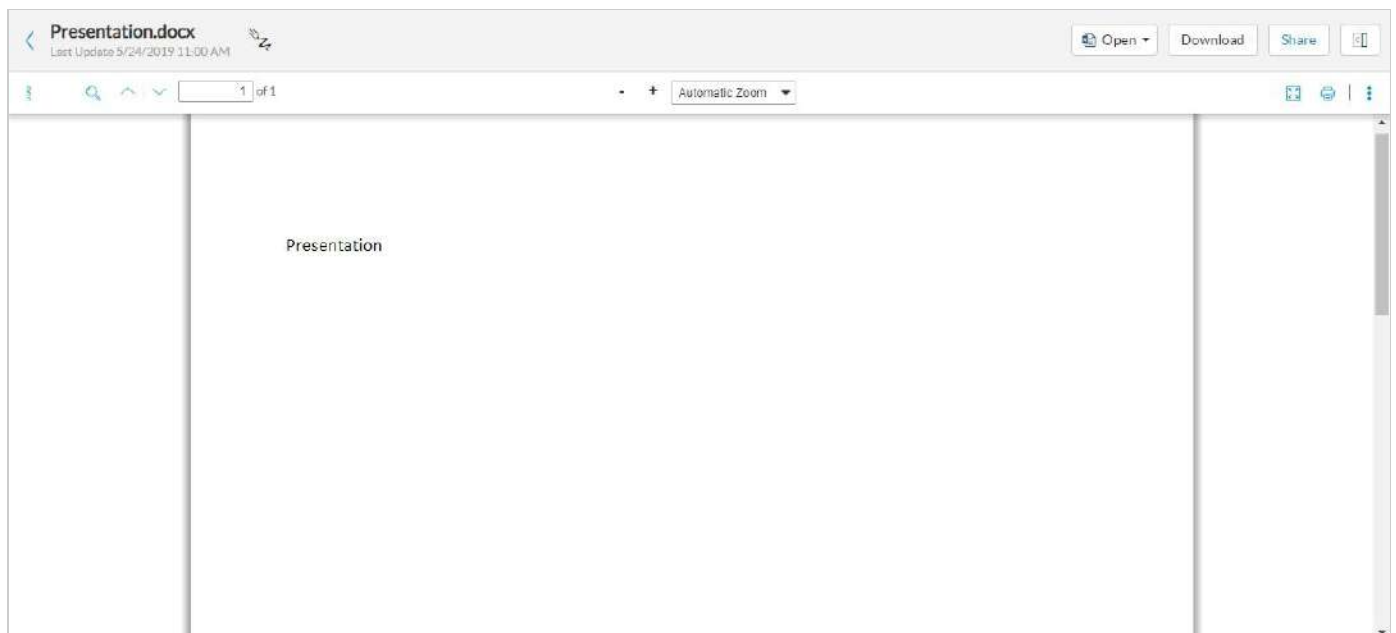 Presentation.docx
Last Update 5/24/2019 11:00 AM
Open
Download
Share
1 of 1
- + Automatic Zoom
Presentation